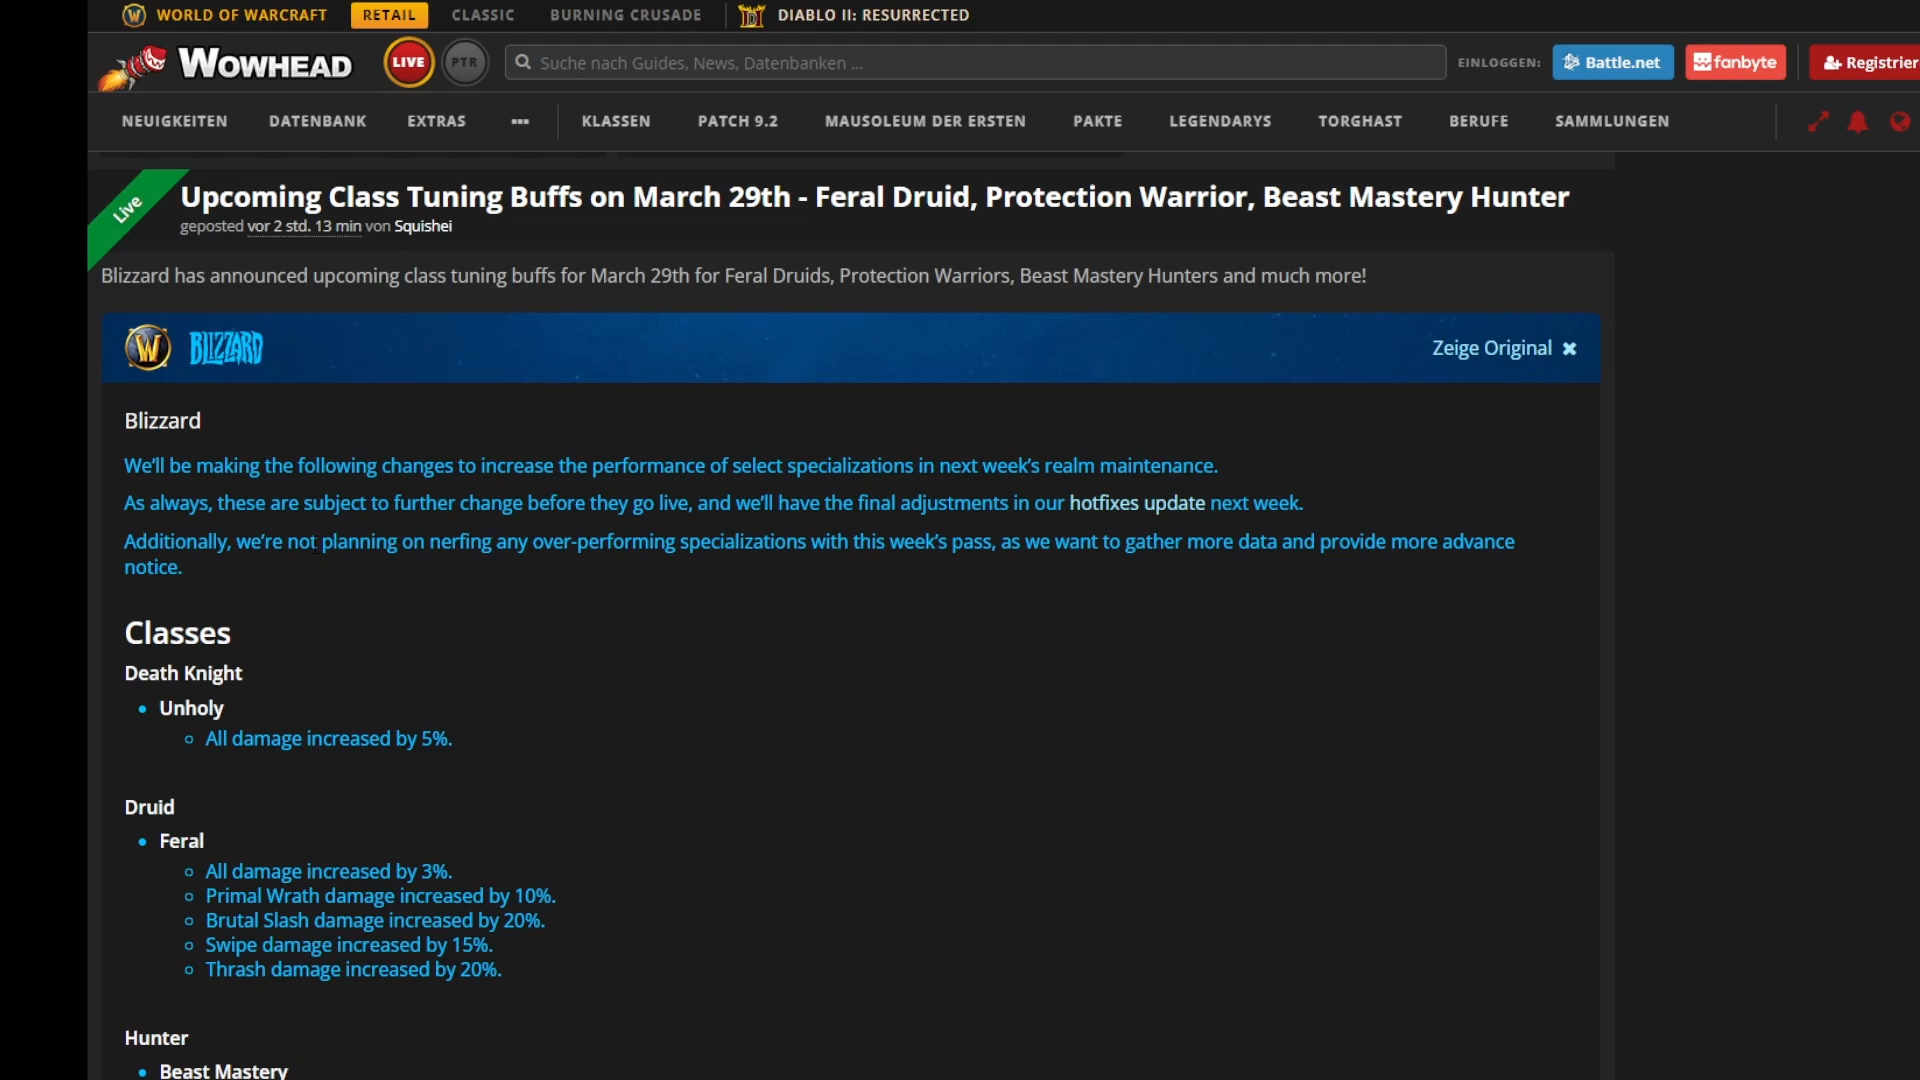 WORLD OF WARCRAFT RETAIL CLASSIC BURNING CRUSADE DIABLO II: RESURRECTED
WOWHEAD LIVE PTR Suche nach Guides, News, Datenbanken ... EINLOGGEN: Battle.net fanbyte Registrier
NEUIGKEITEN DATENBANK EXTRAS ••• KLASSEN PATCH 9.2 MAUSOLEUM DER ERSTEN PAKTE LEGENDARYS TORGHAST BERUFE SAMMLUNGEN
Live
Upcoming Class Tuning Buffs on March 29th - Feral Druid, Protection Warrior, Beast Mastery Hunter
geposted vor 2 std. 13 min von Squishei
Blizzard has announced upcoming class tuning buffs for March 29th for Feral Druids, Protection Warriors, Beast Mastery Hunters and much more!
W BLIZZARD Zeige Original ✖
Blizzard
We'll be making the following changes to increase the performance of select specializations in next week's realm maintenance.
As always, these are subject to further change before they go live, and we'll have the final adjustments in our hotfixes update next week.
Additionally, we're not planning on nerfing any over-performing specializations with this week's pass, as we want to gather more data and provide more advance
notice.
Classes
Death Knight
• Unholy
◦ All damage increased by 5%.
Druid
• Feral
◦ All damage increased by 3%.
◦ Primal Wrath damage increased by 10%.
◦ Brutal Slash damage increased by 20%.
◦ Swipe damage increased by 15%.
◦ Thrash damage increased by 20%.
Hunter
• Beast Mastery